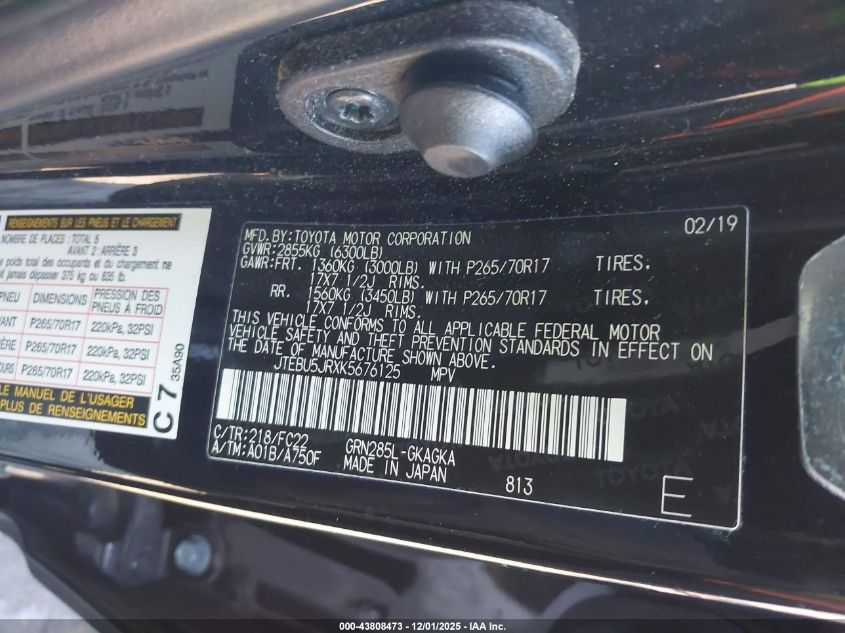 RENSEIGNEMENTS SUR LES PNEUS ET LE CHARGEMENT
NOMBRE DE PLACES : TOTAL 5
AVANT 2 : ARRIÈRE 3
poids total des occupants et du chargement ne
jamais dépasser 375 kg ou 825 lb.
PNEU DIMENSIONS PRESSION DES PNEUS À FROID
P265/70R17 220kPa, 32PSI
P265/70R17 220kPa, 32PSI
P265/70R17 220kPa, 32PSI
LE MANUEL DE L'USAGER
PLUS DE RENSEIGNEMENTS
C 7
35A90
MFD.BY:TOYOTA MOTOR CORPORATION 02/19
GVWR:2855KG (6300LB)
GAWR:FRT. 1360KG (3000LB) WITH P265/70R17 TIRES.
17X7 1/2J RIMS.
RR. 1560KG (3450LB) WITH P265/70R17 TIRES.
17X7 1/2J RIMS.
THIS VEHICLE CONFORMS TO ALL APPLICABLE FEDERAL MOTOR
VEHICLE SAFETY AND THEFT PREVENTION STANDARDS IN EFFECT ON
THE DATE OF MANUFACTURE SHOWN ABOVE.
JTEBU5JRXK5676125 MPV
C/TR:218/FC22 GRN285L-GKAGKA
A/TM:A01B/A750F MADE IN JAPAN
813 E
000-43808473 - 12/01/2025 - IAA Inc.